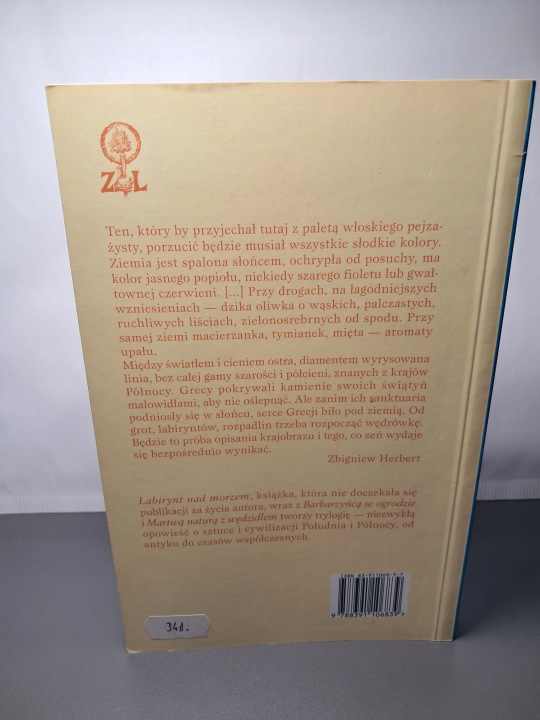 Z L
Ten, który by przyjechał tutaj z paletą włoskiego pejza-
żysty, porzucić będzie musiał wszystkie słodkie kolory.
Ziemia jest spalona słońcem, ochrypła od posuchy, ma
kolor jasnego popiołu, niekiedy szarego fioletu lub gwał-
townej czerwieni. [...] Przy drogach, na łagodniejszych
wzniesieniach — dzika oliwka o wąskich, palczastych,
ruchliwych liściach, zielonosrebrnych od spodu. Przy
samej ziemi macierzanka, tymianek, mięta — aromaty
upału.
Między światłem i cieniem ostra, diamentem wyrysowana
linia, bez całej gamy szarości i półcieni, znanych z krajów
Północy. Grecy pokrywali kamienie swoich świątyń
malowidłami, aby nie oślepnąć. Ale zanim ich sanktuaria
podniosły się w słońcu, serce Grecji biło pod ziemią. Od
grot, labiryntów, rozpadlin trzeba rozpocząć wędrówkę.
Będzie to próba opisania krajobrazu i tego, co zeń wydaje
się bezpośrednio wynikać.
Zbigniew Herbert
Labirynt nad morzem, książka, która nie doczekała się
publikacji za życia autora, wraz z Barbarzyńcą w ogrodzie
i Martwą naturą z wędzidłem tworzy trylogię — niezwykłą
opowieść o sztuce i cywilizacji Południa i Północy, od
antyku do czasów współczesnych.
ISBN
9 788391 106839 >
348.